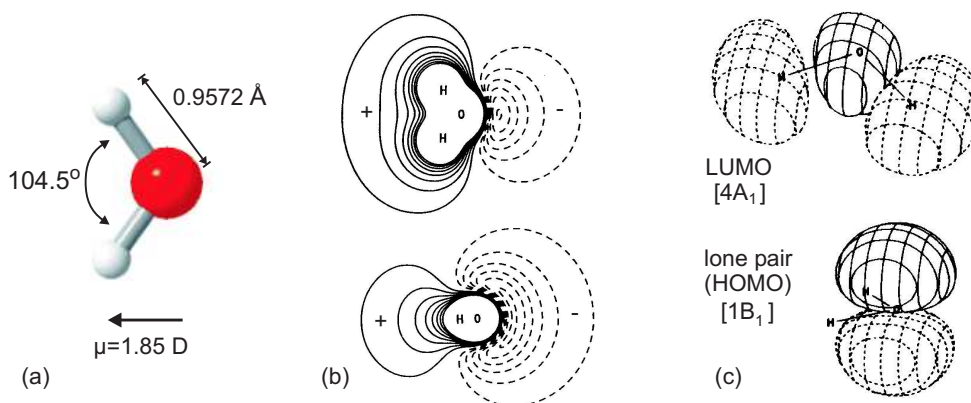 0.9572 Å
104.5°
μ=1.85 D
(a)
+
H
O
H
-
+
H O
-
(b)
O
H
H
LUMO
[4A₁]
lone pair
(HOMO)
[1B₁]
H
H
(c)